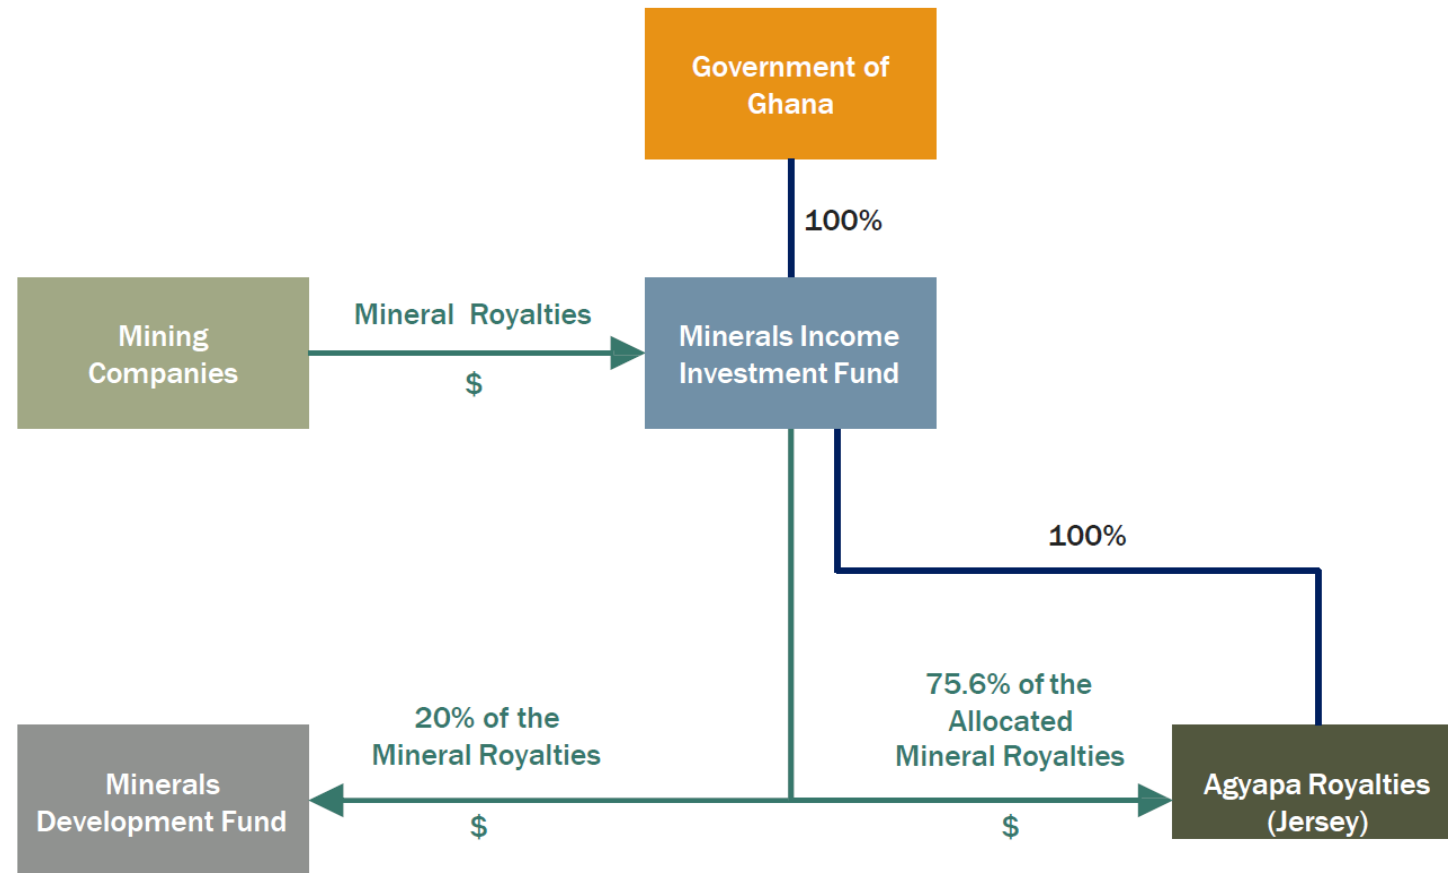 Government of
Ghana
100%
Mining
Companies
Mineral Royalties
$
Minerals Income
Investment Fund
100%
20% of the
Mineral Royalties
$
75.6% of the
Allocated
Mineral Royalties
$
Minerals
Development Fund
Agyapa Royalties
(Jersey)